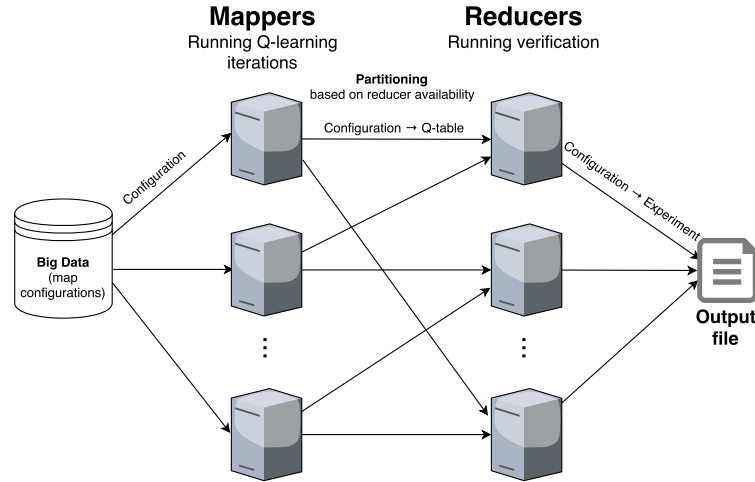 Mappers
Running Q-learning
iterations
Reducers
Running verification
Partitioning
based on reducer availability
Configuration → Q-table
Configuration
Configuration → Experiment
Big Data
(map
configurations)
Output
file